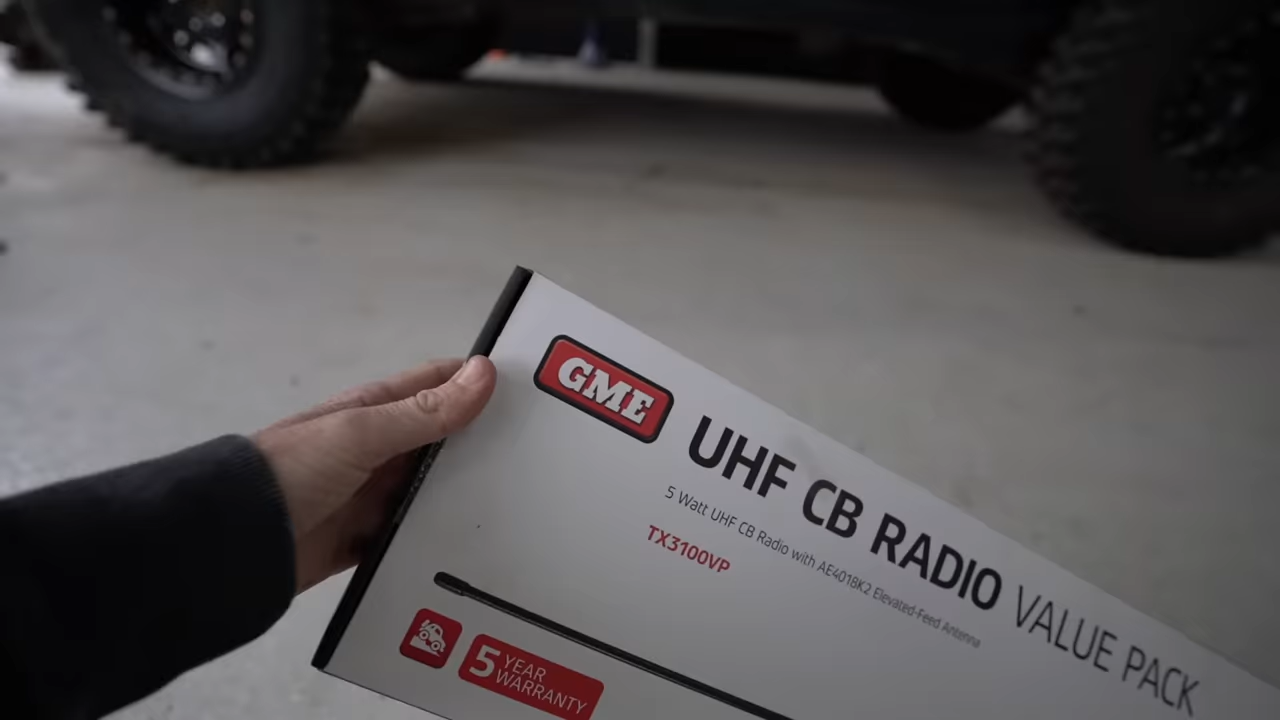 GME
UHF CB RADIO VALUE PACK
5 Watt UHF CB Radio with AE4018K2 Elevated-Feed Antenna
TX3100VP
5 YEAR
WARRANTY